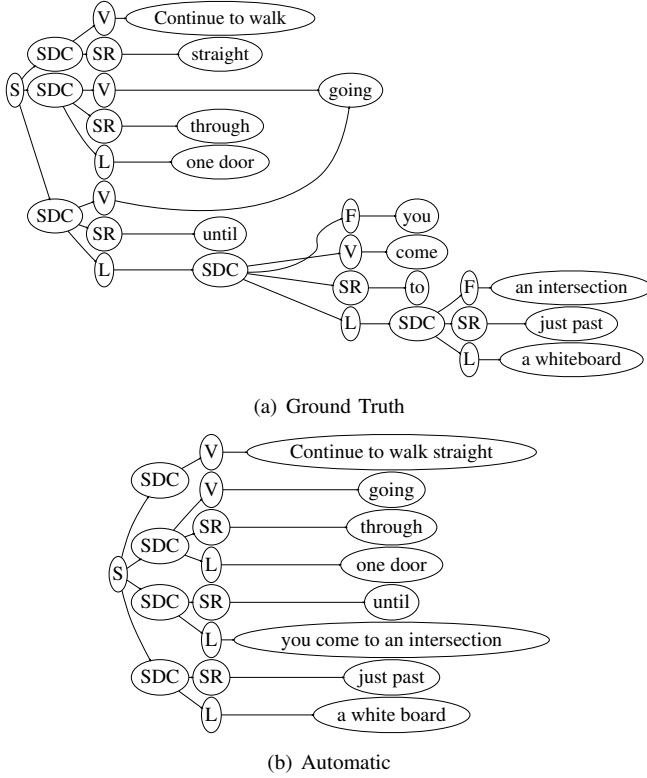 V Continue to walk
SDC SR straight
S SDC V going
SR through
L one door
V
SDC F you
SR until V come
L SDC SR to F an intersection
L SDC SR just past
L a whiteboard
(a) Ground Truth
V Continue to walk straight
SDC
V going
SR through
SDC
L one door
S
SDC SR until
L you come to an intersection
SDC SR just past
L a white board
(b) Automatic